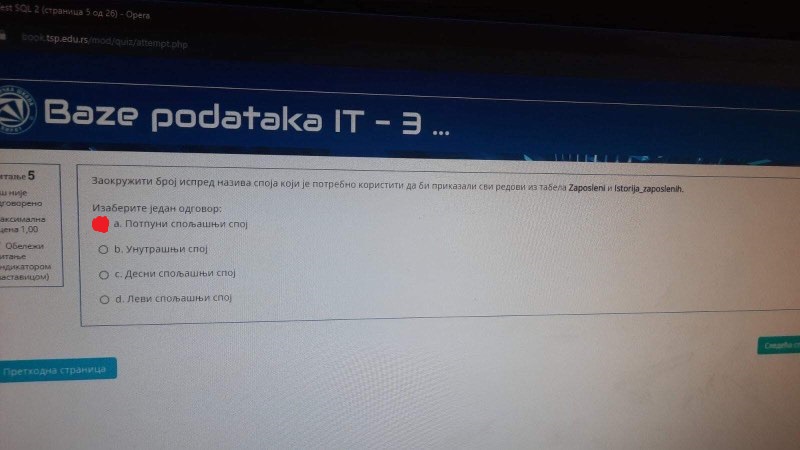 est SQL 2 (страница 5 од 26) - Opera
book.tsp.edu.rs/mod/quiz/attempt.php
Baze podataka IT - 3 ...
итање 5
ш није
дговорено
аксимална
цена 1,00
Обележи
итање
ндикатором
заставицом)
Заокружити број испред назива споја који је потребно користити да би приказали сви редови из табела Zaposleni и Istorija_zaposlenih.
Изаберите један одговор:
a. Потпуни спољашњи спој
b. Унутрашњи спој
c. Десни спољашњи спој
d. Леви спољашњи спој
Следећа ст
Претходна страница